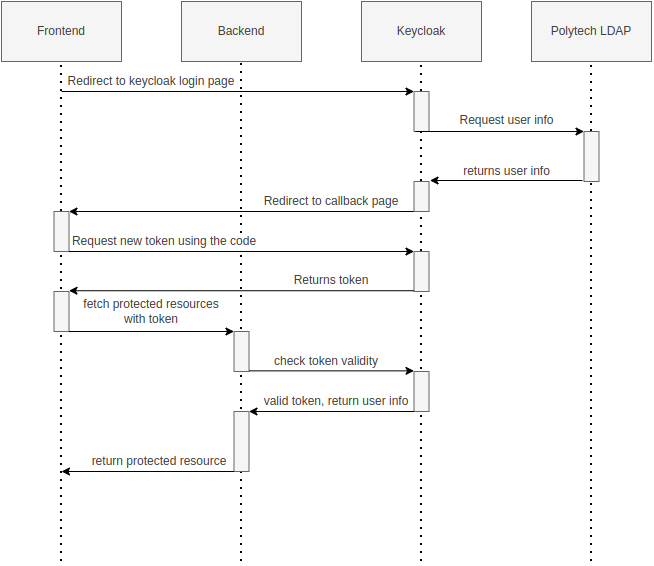 Frontend
Backend
Keycloak
Polytech LDAP
Redirect to keycloak login page
Request user info
returns user info
Redirect to callback page
Request new token using the code
Returns token
fetch protected resources
with token
check token validity
valid token, return user info
return protected resource